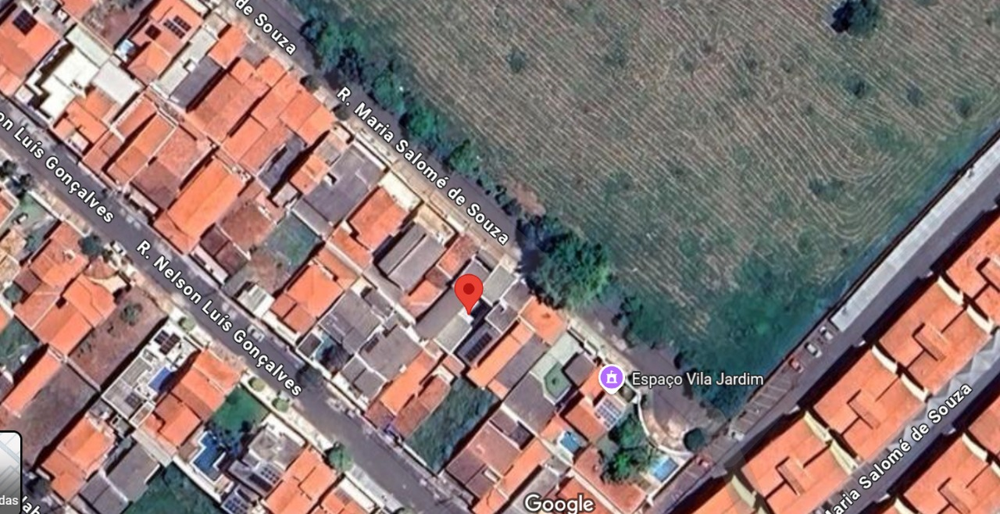 de Souza
R. Maria Salomé de Souza
on Luís Gonçalves
R. Nelson Luís Gonçalves
Espaço Vila Jardim
Maria Salomé de Souza
das
Google